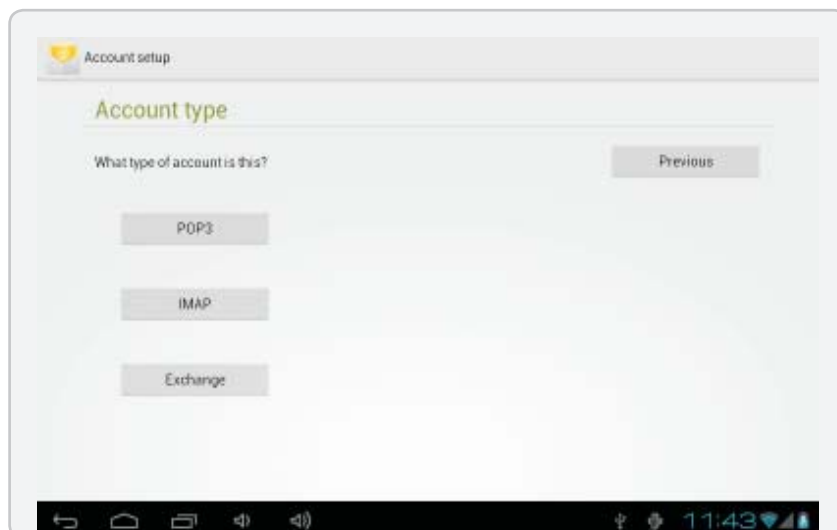 Account setup
Account type
What type of account is this?
Previous
POP3
IMAP
Exchange
11:43